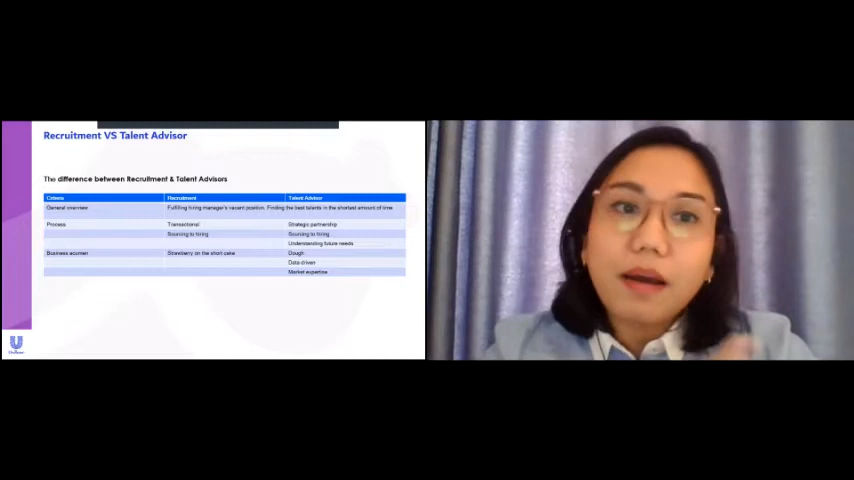 Recruitment VS Talent Advisor
The difference between Recruitment & Talent Advisors
Criteria Recruitment Talent Advisor
General overview Fulfilling hiring manager's vacant position. Finding the best talents in the shortest amount of time.
Process Transactional Strategic partnership
Sourcing to hiring Sourcing to hiring
Understanding future needs
Business acumen Strawberry on the short cake Dough
Data-driven
Market expertise
Unilever